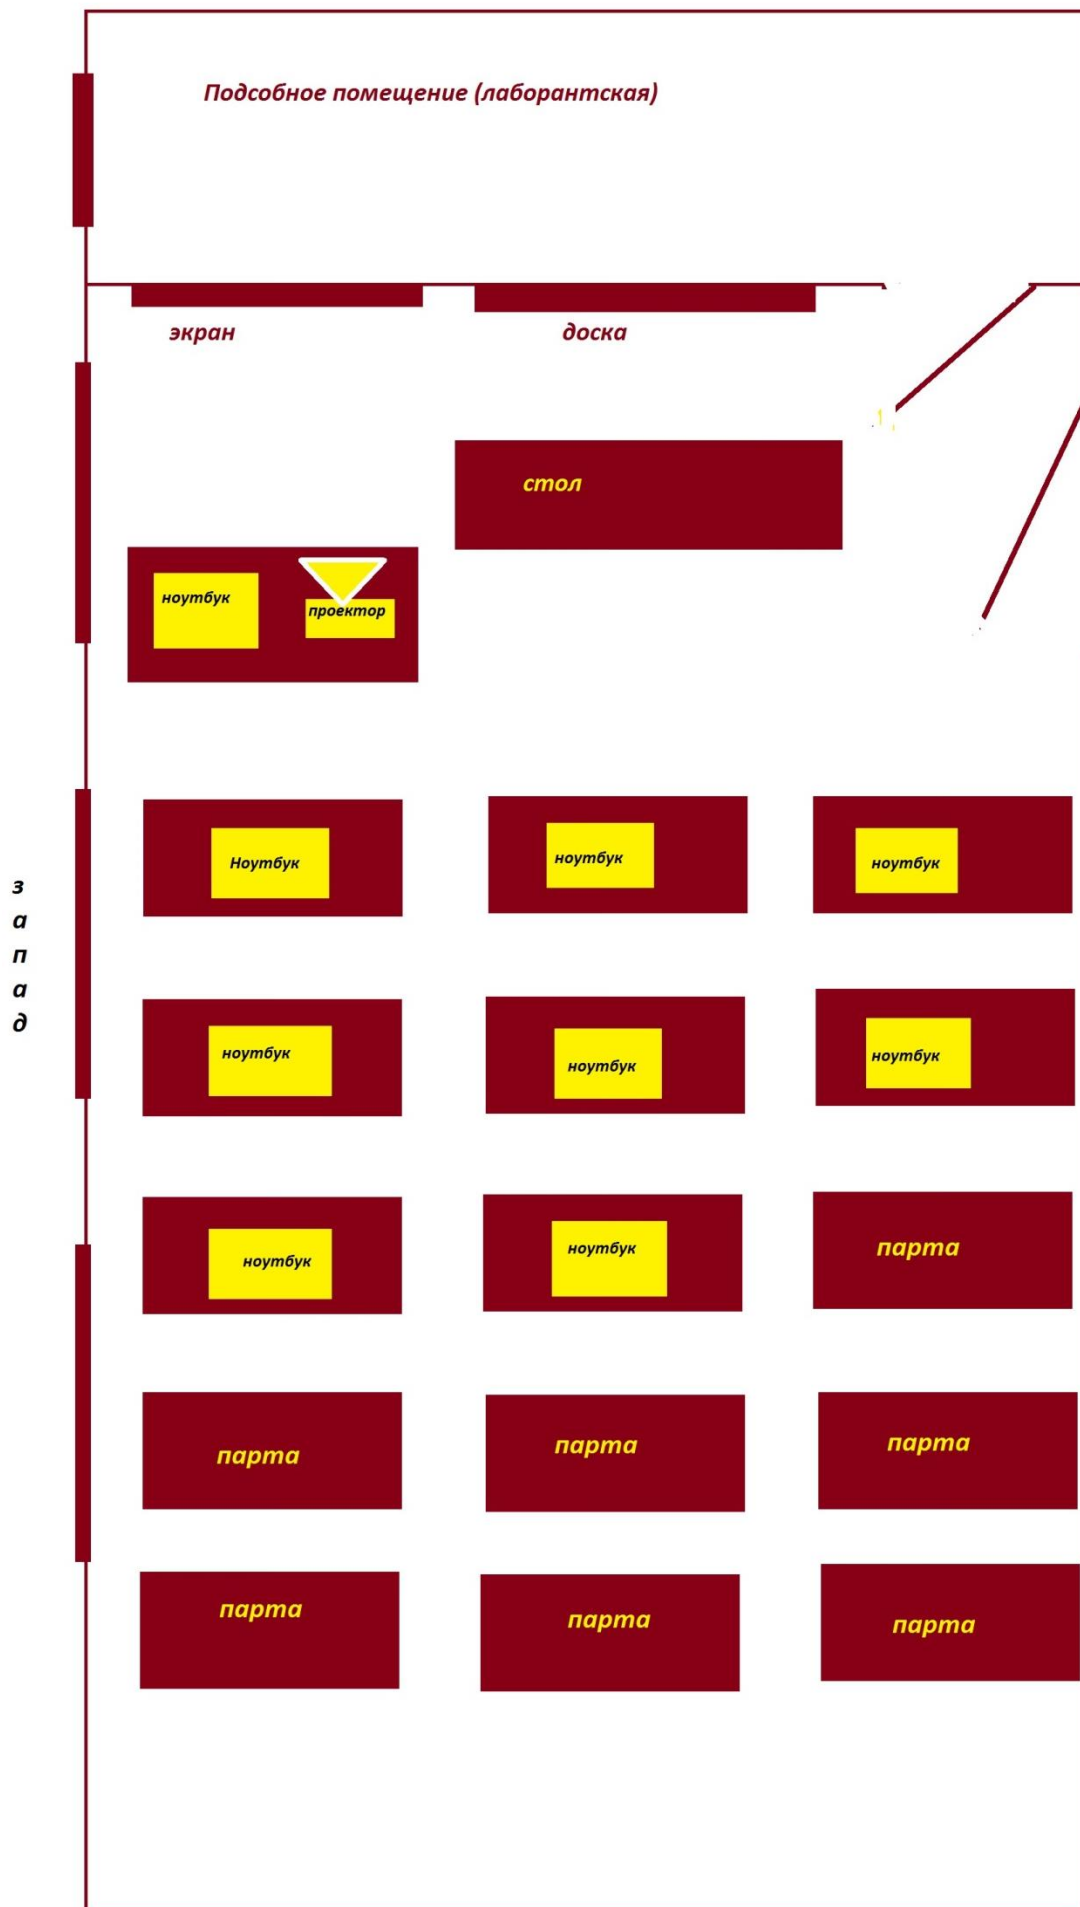 Подсобное помещение (лаборантская)
экран
доска
стол
ноутбук
проектор
Ноутбук
ноутбук
ноутбук
запад
ноутбук
ноутбук
ноутбук
ноутбук
ноутбук
парта
парта
парта
парта
парта
парта
парта